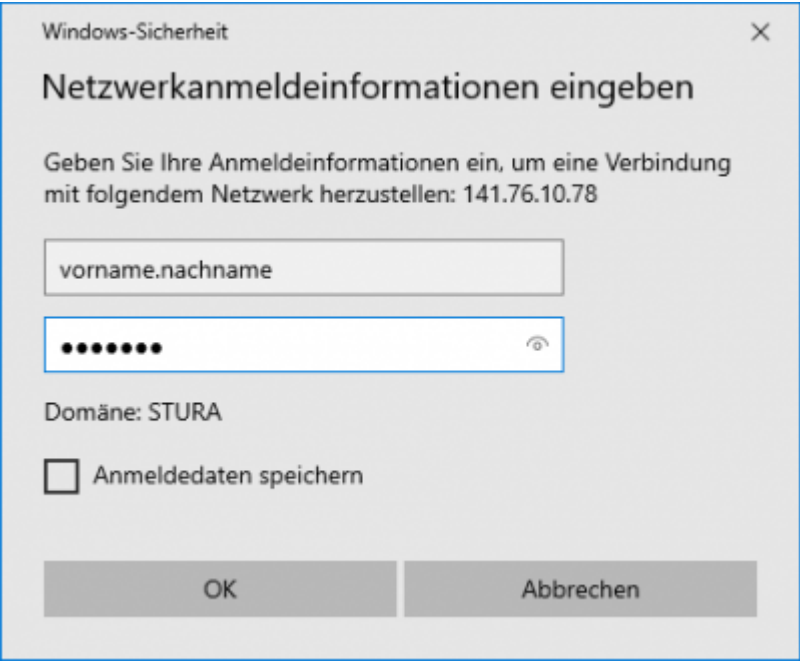 Windows-Sicherheit
Netzwerkanmeldeinformationen eingeben
Geben Sie Ihre Anmeldeinformationen ein, um eine Verbindung
mit folgendem Netzwerk herzustellen: 141.76.10.78
vorname.nachname
●●●●●●●
Domäne: STURA
Anmeldedaten speichern
OK
Abbrechen